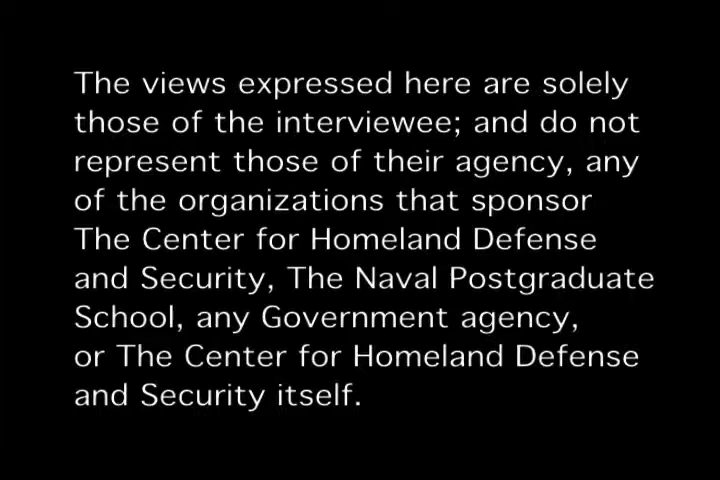 The views expressed here are solely
those of the interviewee; and do not
represent those of their agency, any
of the organizations that sponsor
The Center for Homeland Defense
and Security, The Naval Postgraduate
School, any Government agency,
or The Center for Homeland Defense
and Security itself.